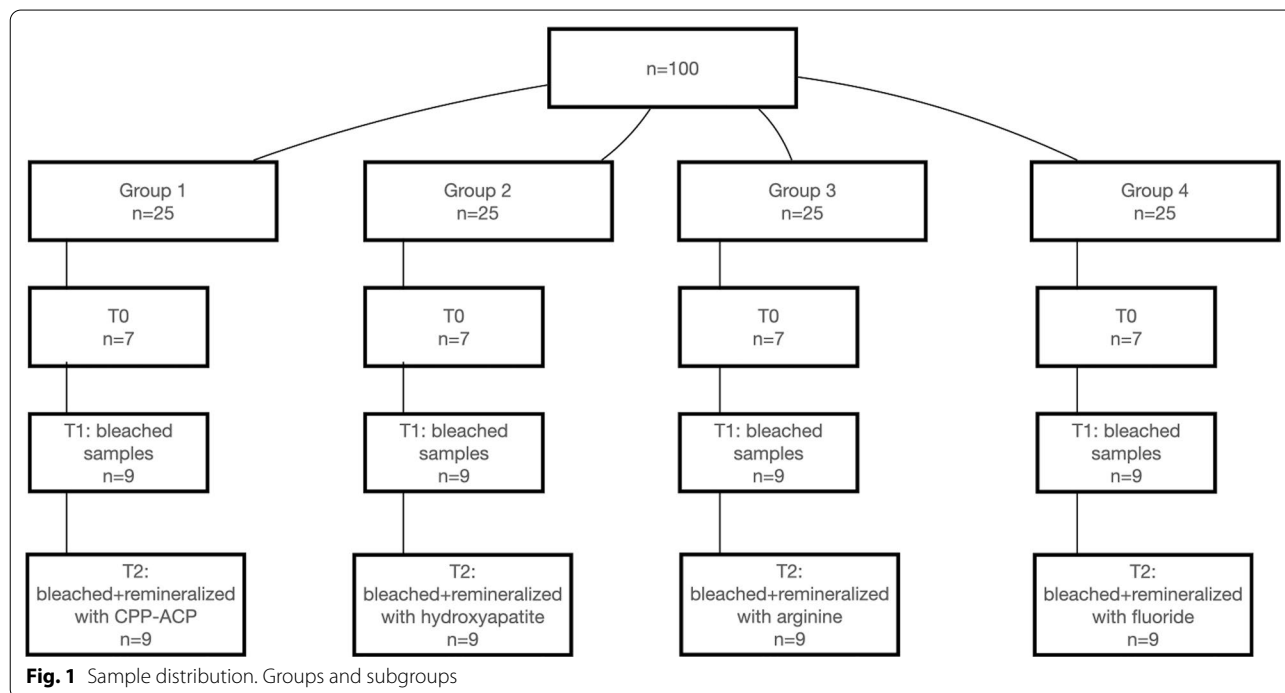 n=100
Group 1
n=25
Group 2
n=25
Group 3
n=25
Group 4
n=25
T0
n=7
T0
n=7
T0
n=7
T0
n=7
T1: bleached
samples
n=9
T1: bleached
samples
n=9
T1: bleached
samples
n=9
T1: bleached
samples
n=9
T2:
bleached+remineralized
with CPP-ACP
n=9
T2:
bleached+remineralized
with hydroxyapatite
n=9
T2:
bleached+remineralized
with arginine
n=9
T2:
bleached+remineralized
with fluoride
n=9
Fig. 1 Sample distribution. Groups and subgroups